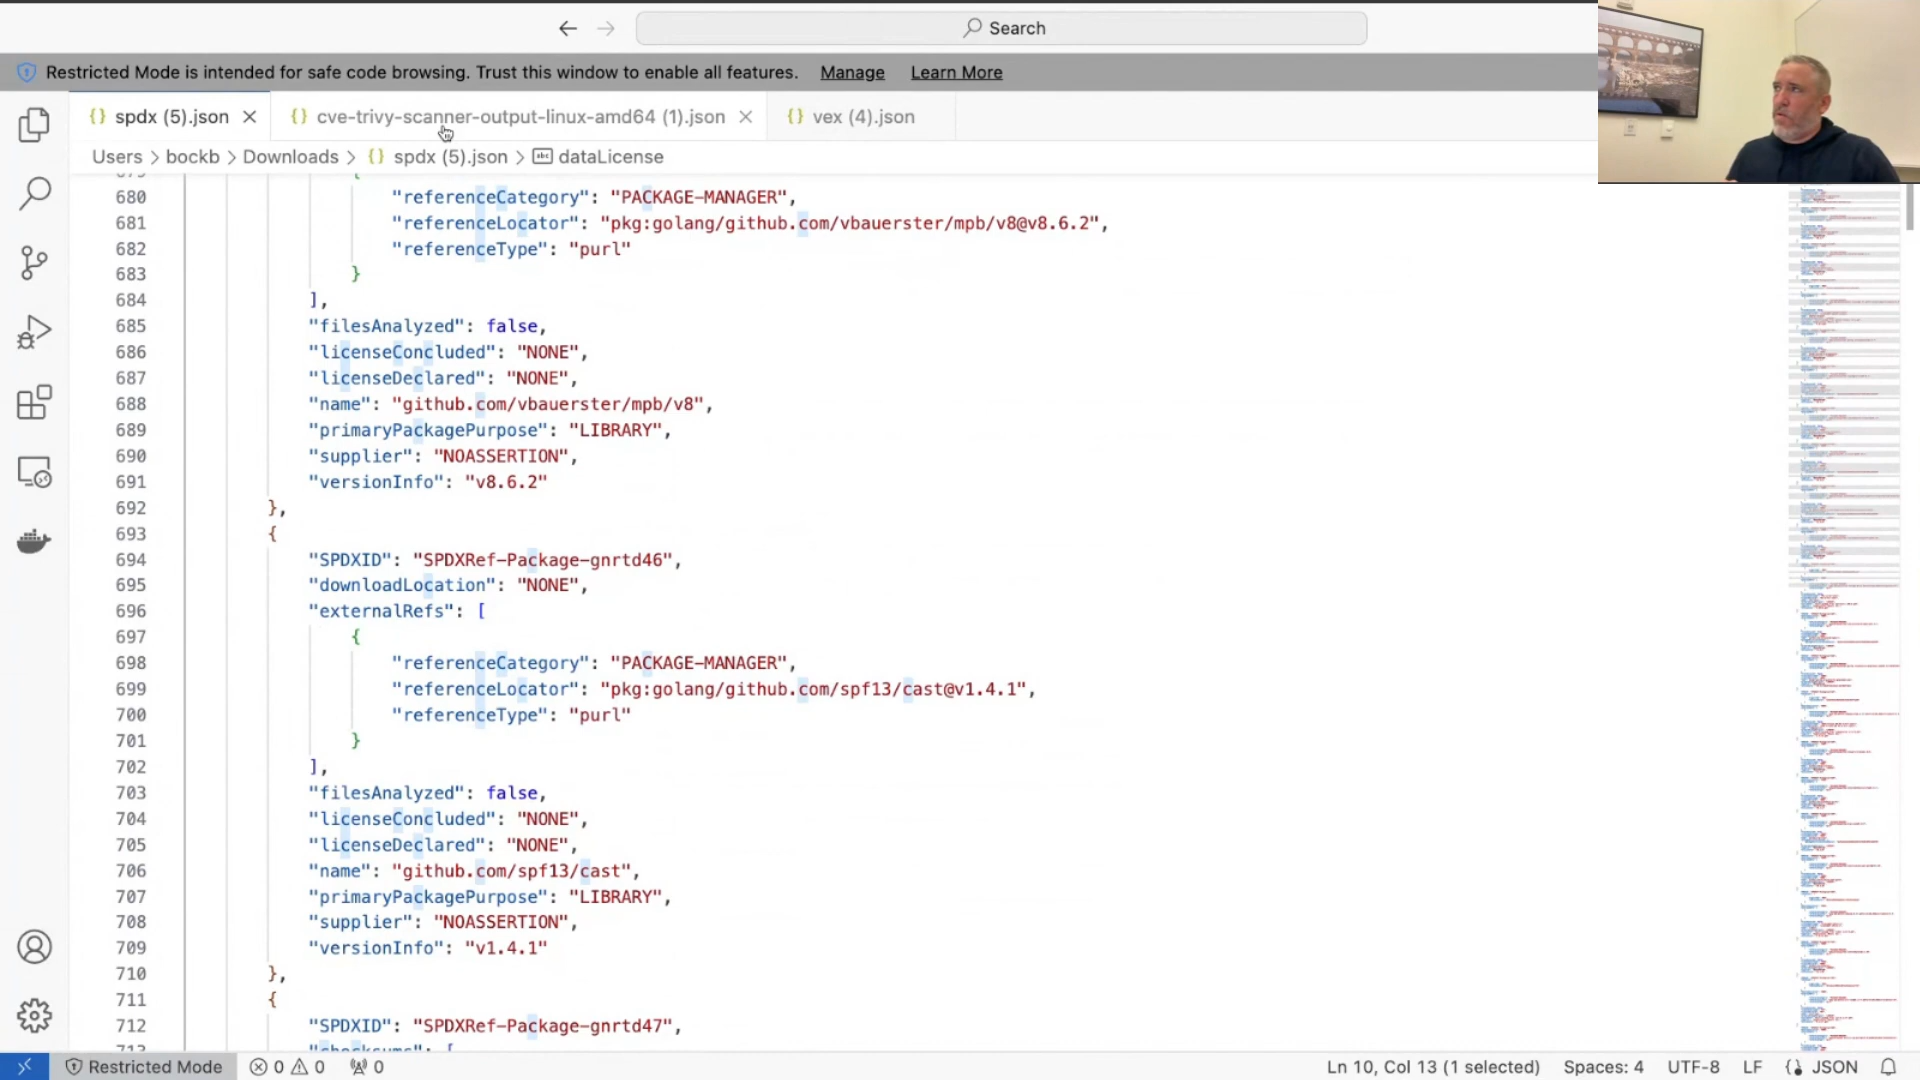 Search
Restricted Mode is intended for safe code browsing. Trust this window to enable all features. Manage Learn More
{} spdx (5).json {} cve-trivy-scanner-output-linux-amd64 (1).json {} vex (4).json
Users > bockb > Downloads > {} spdx (5).json > abc dataLicense
{
680 "referenceCategory": "PACKAGE-MANAGER",
681 "referenceLocator": "pkg:golang/github.com/vbauerster/mpb/v8@v8.6.2",
682 "referenceType": "purl"
683 }
684 ],
685 "filesAnalyzed": false,
686 "licenseConcluded": "NONE",
687 "licenseDeclared": "NONE",
688 "name": "github.com/vbauerster/mpb/v8",
689 "primaryPackagePurpose": "LIBRARY",
690 "supplier": "NOASSERTION",
691 "versionInfo": "v8.6.2"
692 },
693 {
694 "SPDXID": "SPDXRef-Package-gnrtd46",
695 "downloadLocation": "NONE",
696 "externalRefs": [
697 {
698 "referenceCategory": "PACKAGE-MANAGER",
699 "referenceLocator": "pkg:golang/github.com/spf13/cast@v1.4.1",
700 "referenceType": "purl"
701 }
702 ],
703 "filesAnalyzed": false,
704 "licenseConcluded": "NONE",
705 "licenseDeclared": "NONE",
706 "name": "github.com/spf13/cast",
707 "primaryPackagePurpose": "LIBRARY",
708 "supplier": "NOASSERTION",
709 "versionInfo": "v1.4.1"
710 },
711 {
712 "SPDXID": "SPDXRef-Package-gnrtd47",
713 "checksums": [
Restricted Mode 0 0 0 Ln 10, Col 13 (1 selected) Spaces: 4 UTF-8 LF {} JSON